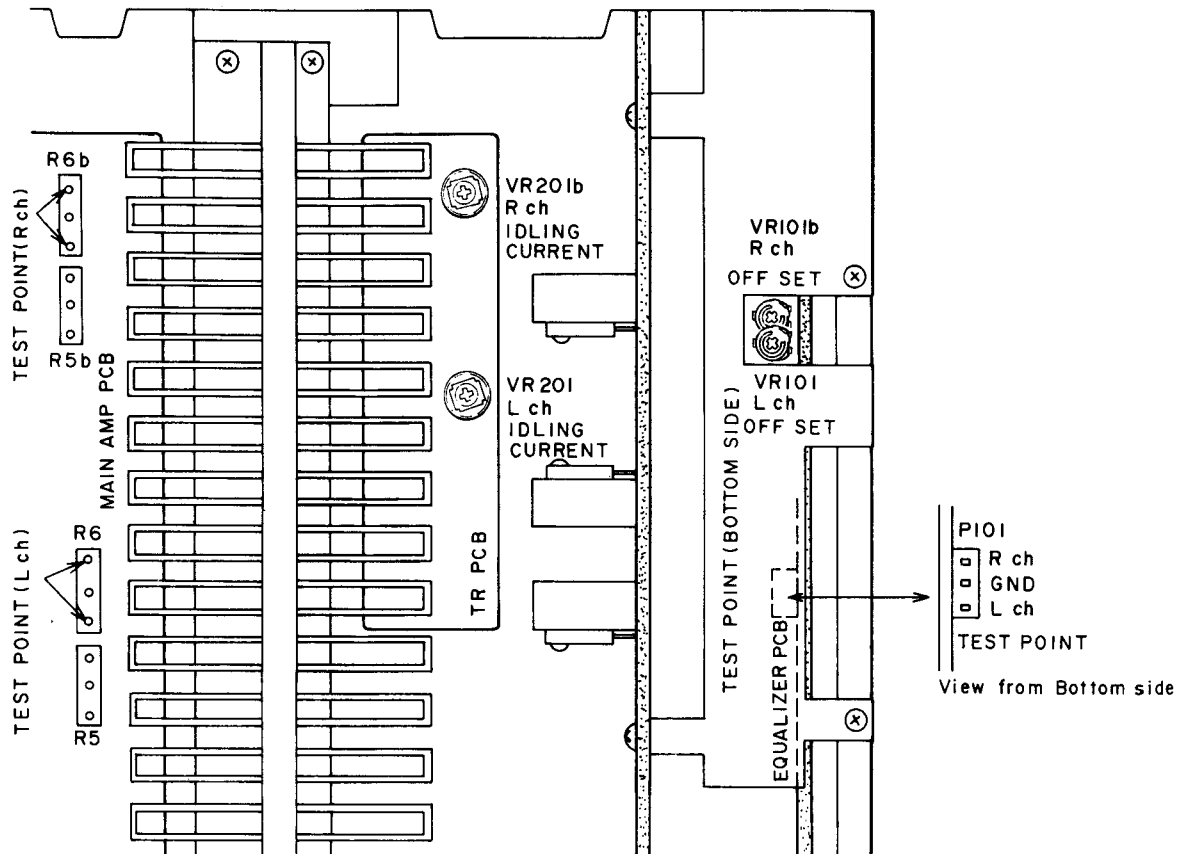 R6b
TEST POINT(R ch)
R5b
MAIN AMP PCB
R6
TEST POINT(L ch)
R5
VR201b
R ch
IDLING
CURRENT
VR201
L ch
IDLING
CURRENT
TR PCB
VR101b
R ch
OFF SET
VR101
L ch
OFF SET
TEST POINT(BOTTOM SIDE)
EQUALIZER PCB
P101
R ch
GND
L ch
TEST POINT
View from Bottom side